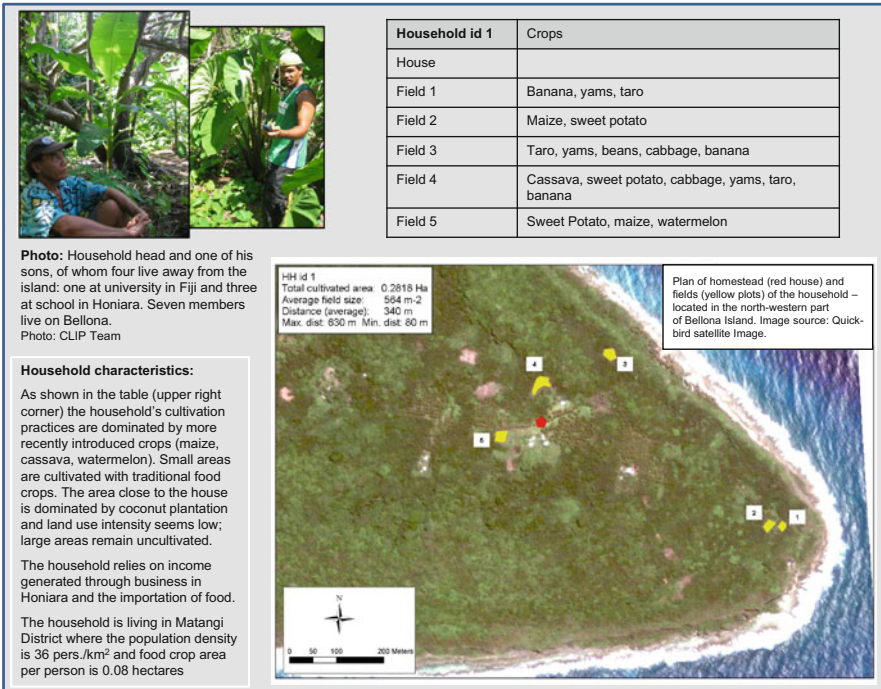 Household id 1 Crops
House
Field 1 Banana, yams, taro
Field 2 Maize, sweet potato
Field 3 Taro, yams, beans, cabbage, banana
Field 4 Cassava, sweet potato, cabbage, yams, taro,
banana
Field 5 Sweet Potato, maize, watermelon
Photo: Household head and one of his
sons, of whom four live away from the
island: one at university in Fiji and three
at school in Honiara. Seven members
live on Bellona.
Photo: CLIP Team
Household characteristics:
As shown in the table (upper right
corner) the household's cultivation
practices are dominated by more
recently introduced crops (maize,
cassava, watermelon). Small areas
are cultivated with traditional food
crops. The area close to the house
is dominated by coconut plantation
and land use intensity seems low;
large areas remain uncultivated.
The household relies on income
generated through business in
Honiara and the importation of food.
The household is living in Matangi
District where the population density
is 36 pers./km² and food crop area
per person is 0.08 hectares
HH id 1
Total cultivated area: 0.2818 Ha
Average field size: 564 m-2
Distance (average): 340 m
Max. dist: 630 m Min. dist: 80 m
Plan of homestead (red house) and
fields (yellow plots) of the household –
located in the north-western part
of Bellona Island. Image source: Quick-
bird satellite Image.
4
3
5
2
1
N
0 50 100 200 Meters